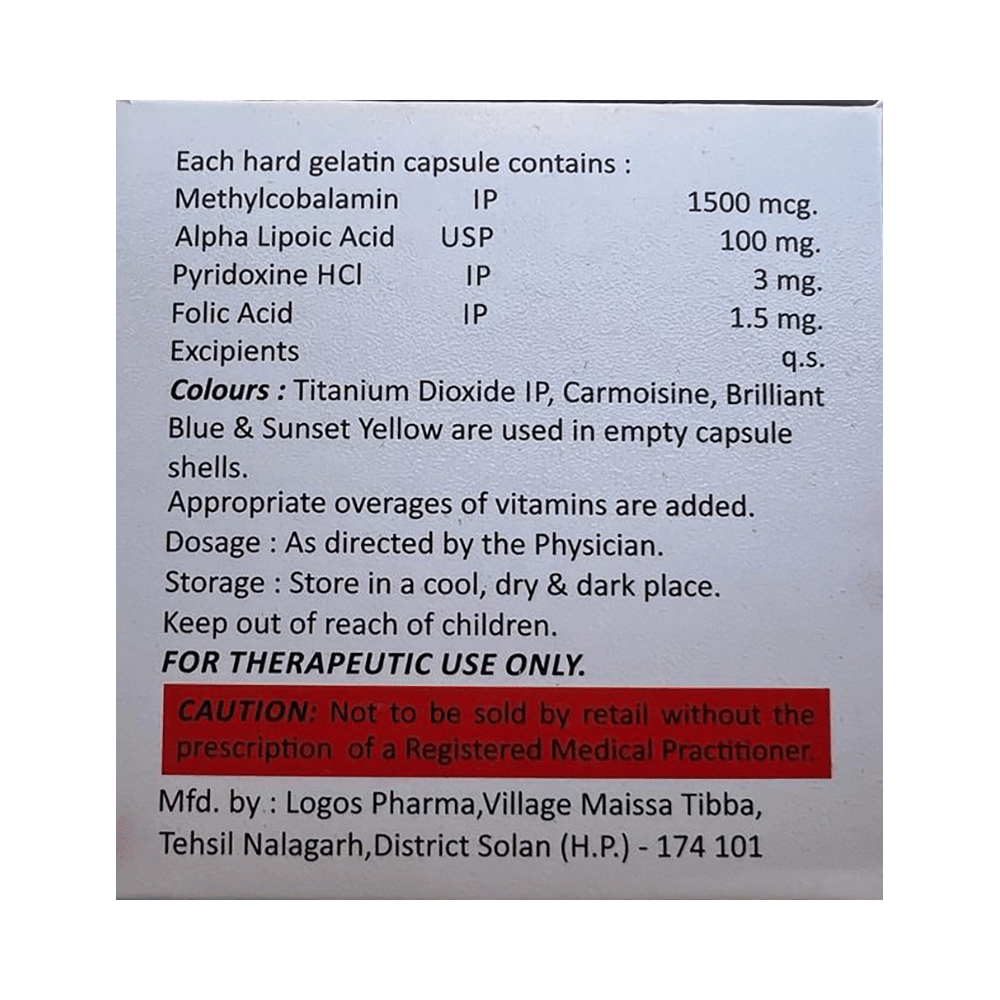 Each hard gelatin capsule contains :
Methylcobalamin IP 1500 mcg.
Alpha Lipoic Acid USP 100 mg.
Pyridoxine HCl IP 3 mg.
Folic Acid IP 1.5 mg.
Excipients q.s.
Colours : Titanium Dioxide IP, Carmoisine, Brilliant
Blue & Sunset Yellow are used in empty capsule
shells.
Appropriate overages of vitamins are added.
Dosage : As directed by the Physician.
Storage : Store in a cool, dry & dark place.
Keep out of reach of children.
FOR THERAPEUTIC USE ONLY.
CAUTION: Not to be sold by retail without the
prescription of a Registered Medical Practitioner.
Mfd. by : Logos Pharma,Village Maissa Tibba,
Tehsil Nalagarh,District Solan (H.P.) - 174 101